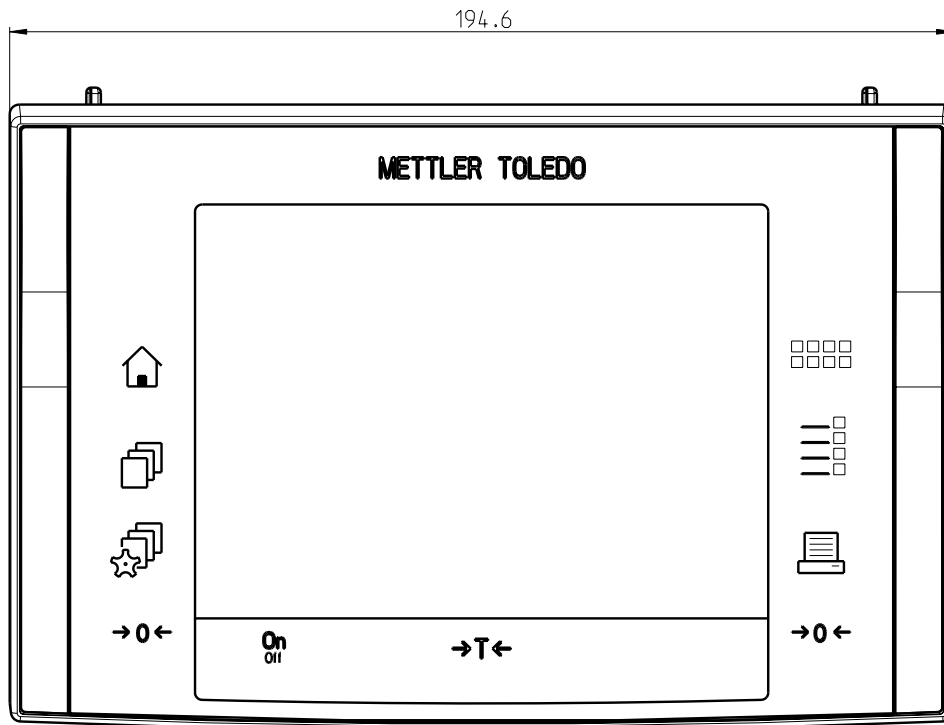 194.6
METTLER TOLEDO
→0←
On
Off
→T←
→0←